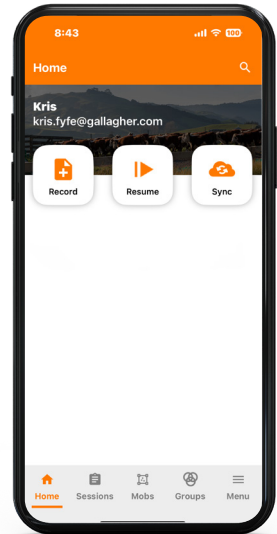 8:43
100
Home
Kris
kris.fyfe@gallagher.com
Record Resume Sync
Home Sessions Mobs Groups Menu